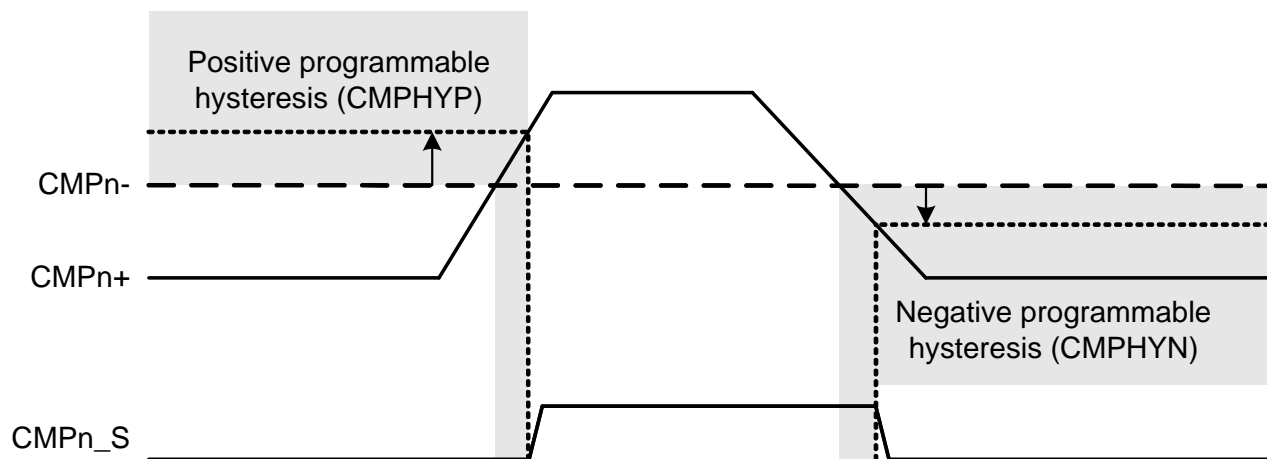 Positive programmable
hysteresis (CMPHYP)
CMPn-
CMPn+
Negative programmable
hysteresis (CMPHYN)
CMPn_S